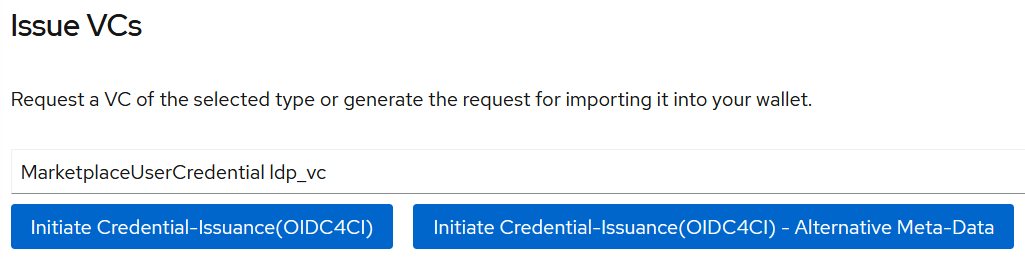 Issue VCs
Request a VC of the selected type or generate the request for importing it into your wallet.
MarketplaceUserCredential ldp_vc
Initiate Credential-Issuance(OIDC4CI)
Initiate Credential-Issuance(OIDC4CI) - Alternative Meta-Data